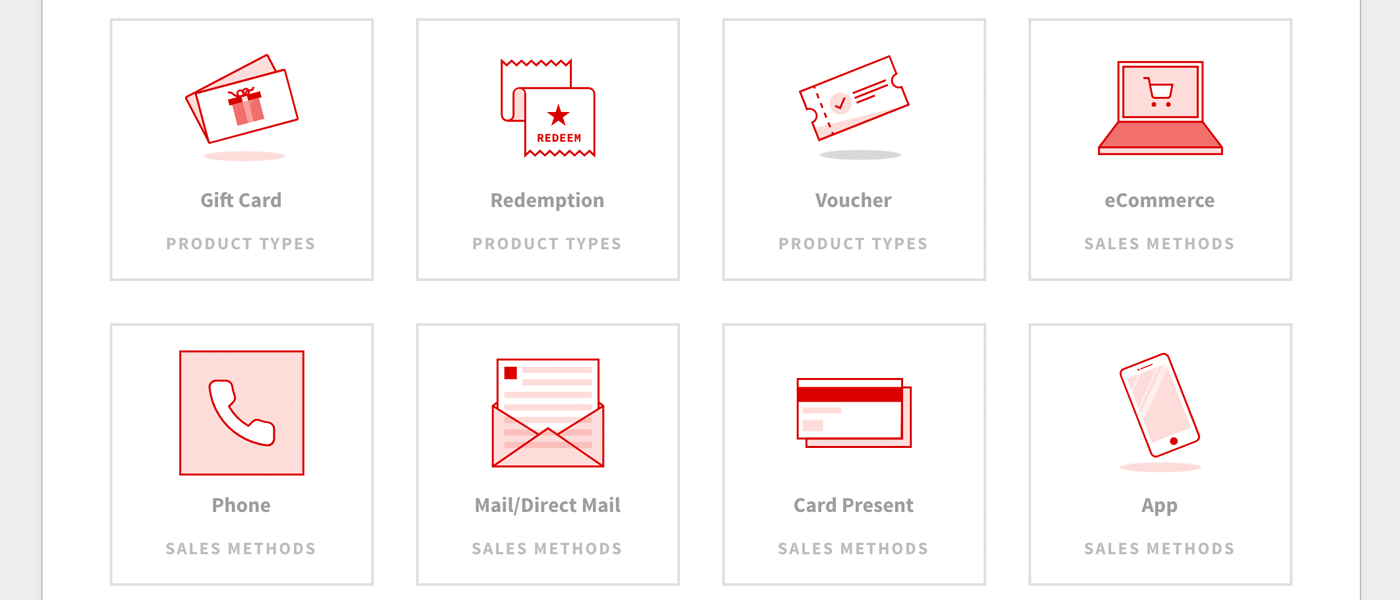 REDEEM
Gift Card
Redemption
Voucher
eCommerce
PRODUCT TYPES
PRODUCT TYPES
PRODUCT TYPES
SALES METHODS
Phone
Mail/Direct Mail
Card Present
App
SALES METHODS
SALES METHODS
SALES METHODS
SALES METHODS